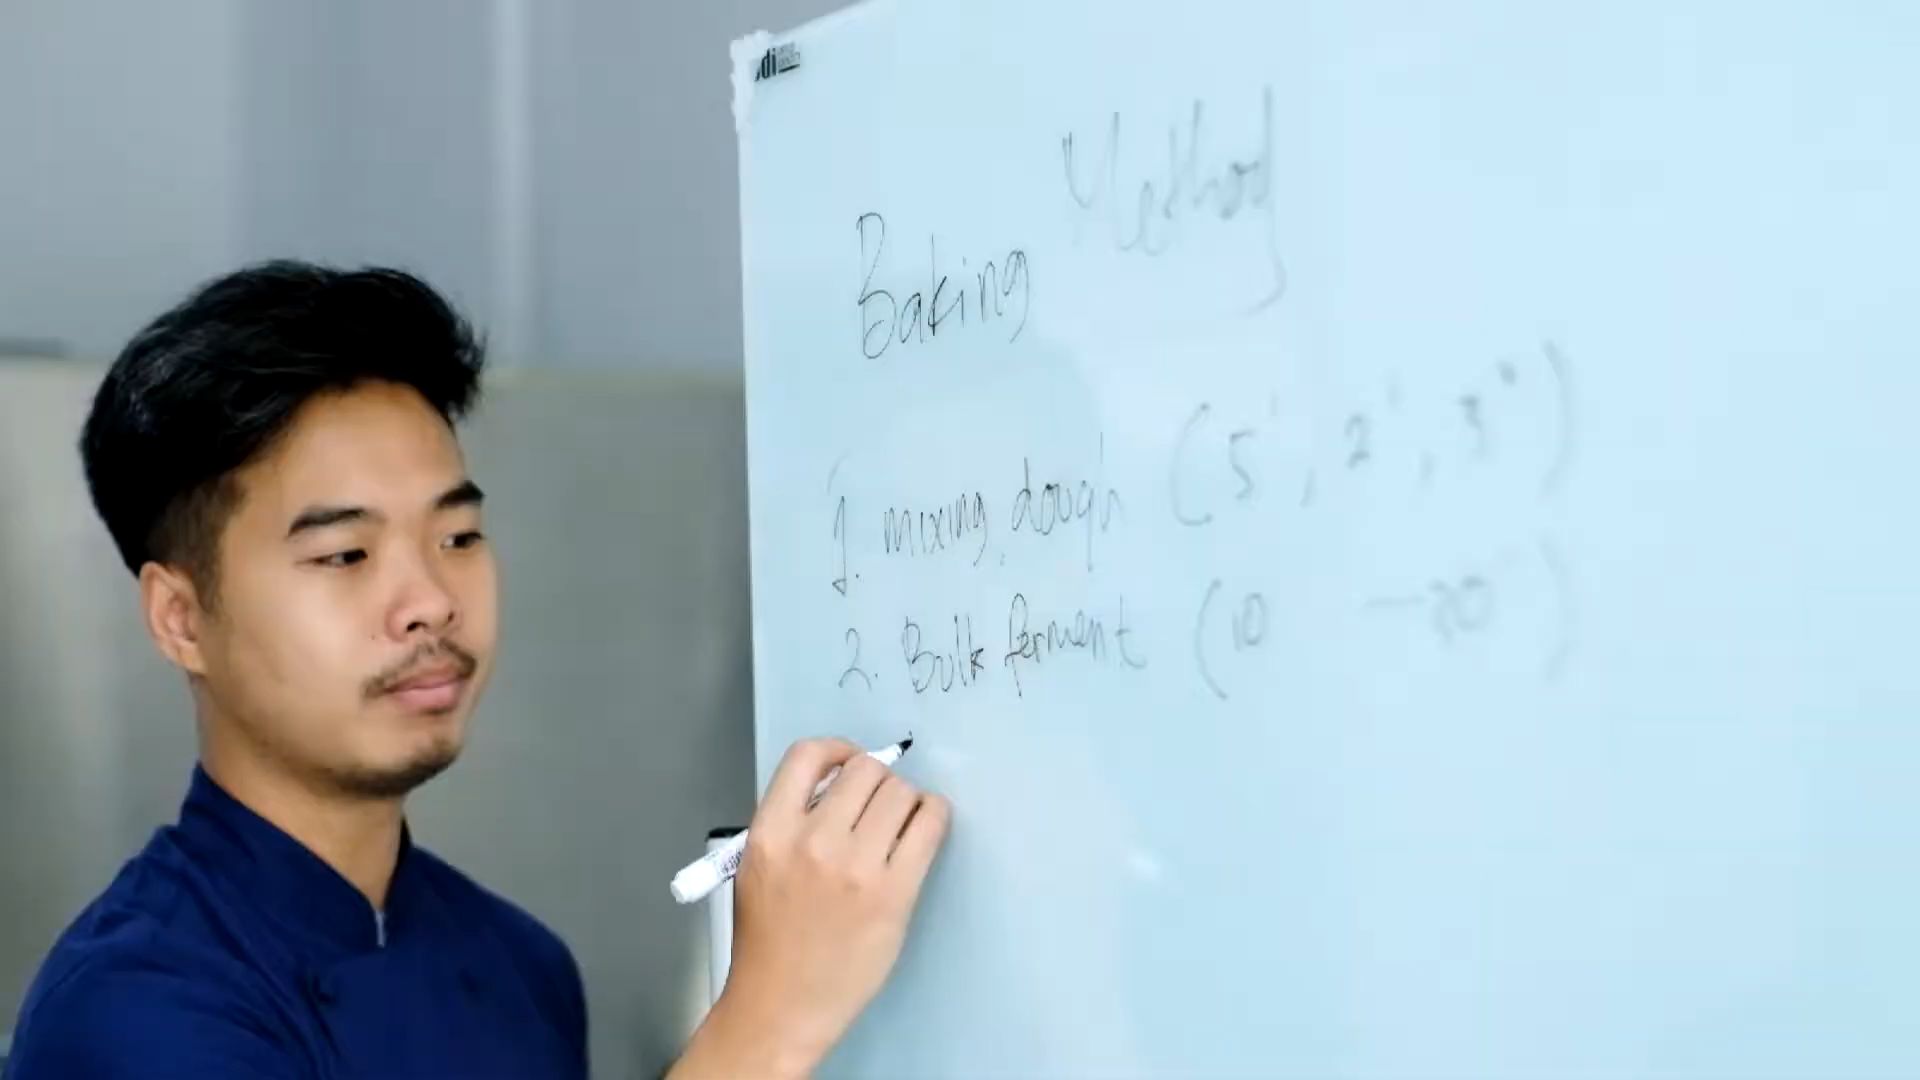 Baking Method
1. mixing dough (5', 2', 3")
2. Bulk ferment (10 - 20)